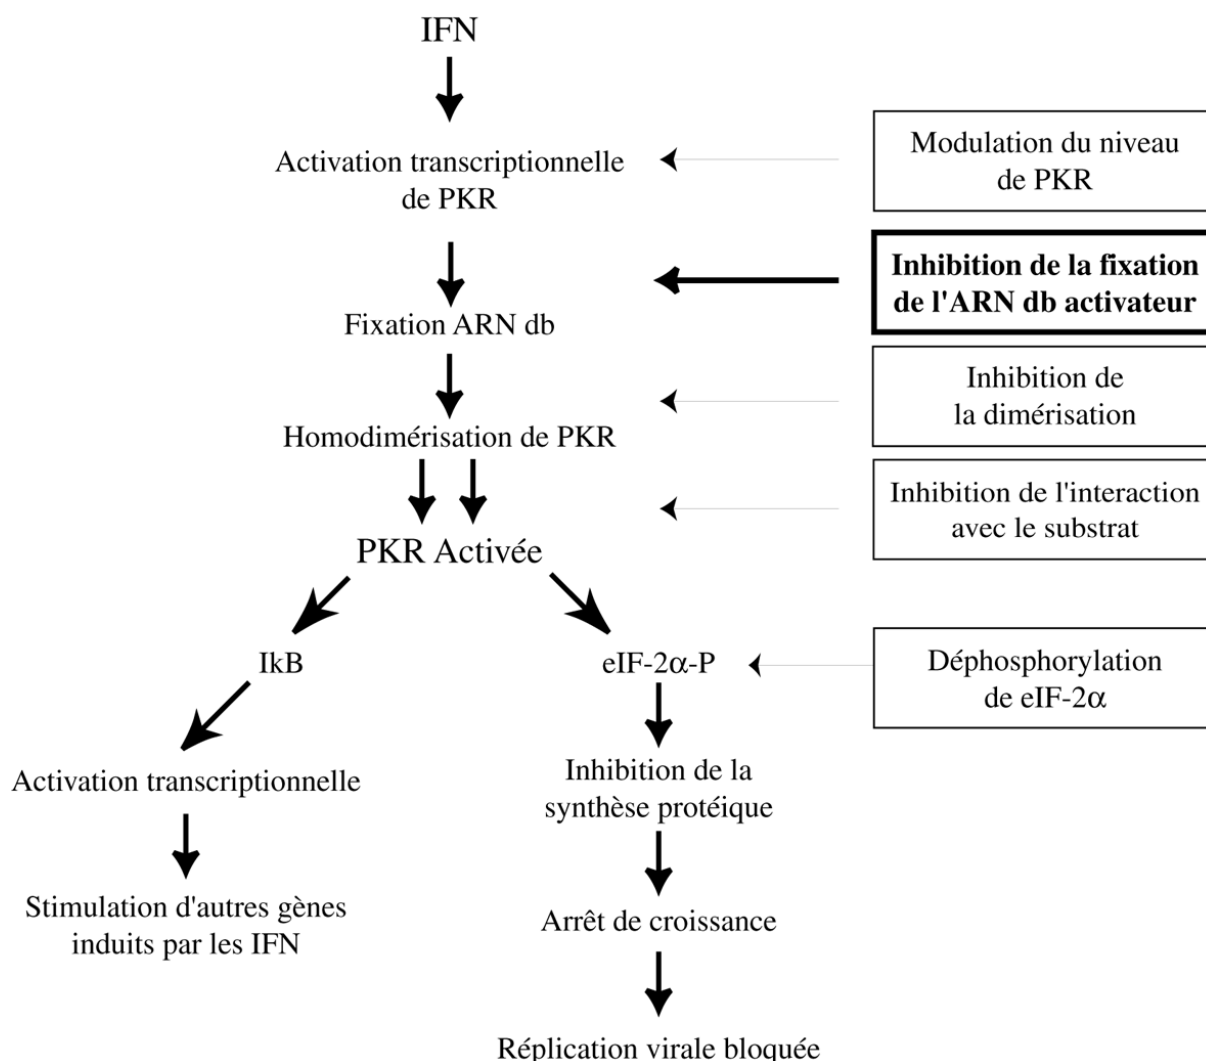 IFN
Activation transcriptionnelle
de PKR
Modulation du niveau
de PKR
Inhibition de la fixation
de l'ARN db activateur
Fixation ARN db
Inhibition de
la dimérisation
Homodimérisation de PKR
Inhibition de l'interaction
avec le substrat
PKR Activée
IkB
eIF-2α-P
Déphosphorylation
de eIF-2α
Activation transcriptionnelle
Inhibition de la
synthèse protéique
Stimulation d'autres gènes
induits par les IFN
Arrêt de croissance
Réplication virale bloquée